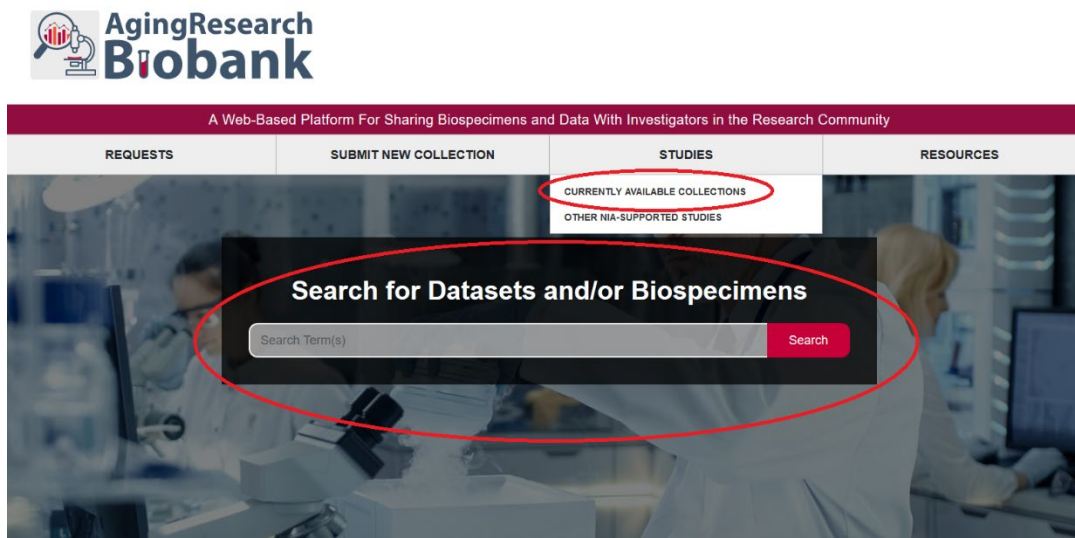 AgingResearch
Biobank
A Web-Based Platform For Sharing Biospecimens and Data With Investigators in the Research Community
REQUESTS SUBMIT NEW COLLECTION STUDIES RESOURCES
CURRENTLY AVAILABLE COLLECTIONS
OTHER NIA-SUPPORTED STUDIES
Search for Datasets and/or Biospecimens
Search Term(s) Search